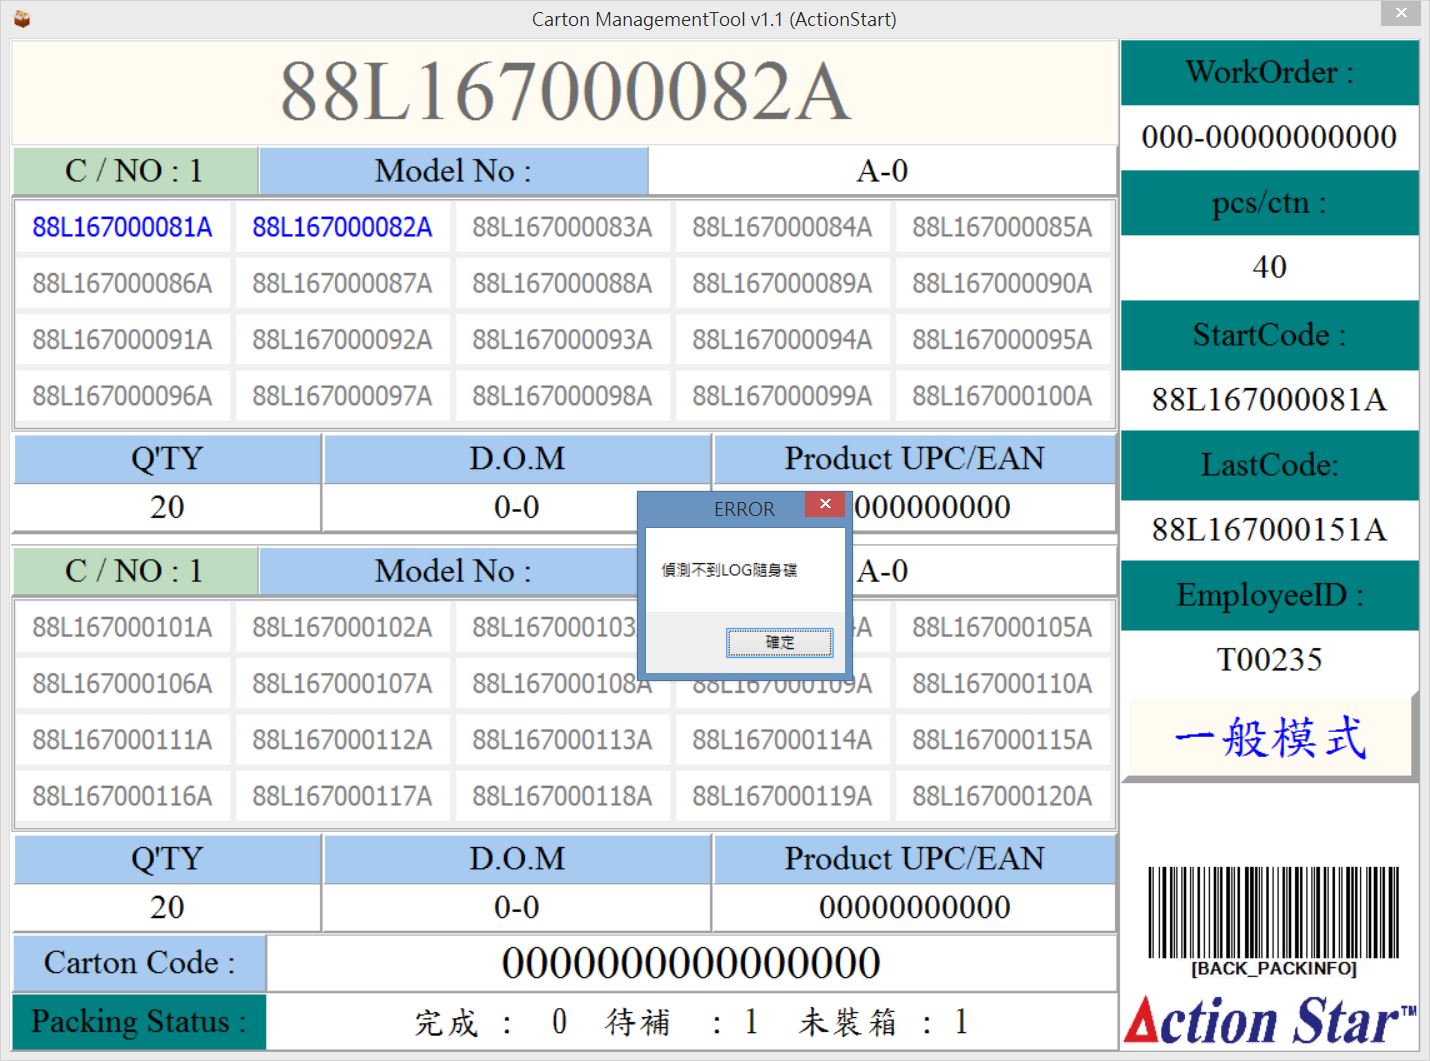 Carton ManagementTool v1.1 (ActionStart)
88L167000082A
C / NO : 1 Model No : A-0
88L167000081A 88L167000082A 88L167000083A 88L167000084A 88L167000085A
88L167000086A 88L167000087A 88L167000088A 88L167000089A 88L167000090A
88L167000091A 88L167000092A 88L167000093A 88L167000094A 88L167000095A
88L167000096A 88L167000097A 88L167000098A 88L167000099A 88L167000100A
Q'TY D.O.M Product UPC/EAN
20 0-0 000000000
C / NO : 1 Model No : A-0
88L167000101A 88L167000102A 88L167000103 A 88L167000105A
88L167000106A 88L167000107A 88L167000108A 88L167000109A 88L167000110A
88L167000111A 88L167000112A 88L167000113A 88L167000114A 88L167000115A
88L167000116A 88L167000117A 88L167000118A 88L167000119A 88L167000120A
Q'TY D.O.M Product UPC/EAN
20 0-0 00000000000
Carton Code : 0000000000000000
Packing Status : 完成 : 0 待補 : 1 未裝箱 : 1
ERROR
偵測不到LOG隨身碟
確定
WorkOrder :
000-00000000000
pcs/ctn :
40
StartCode :
88L167000081A
LastCode:
88L167000151A
EmployeeID :
T00235
一般模式
[BACK_PACKINFO]
Action Star™